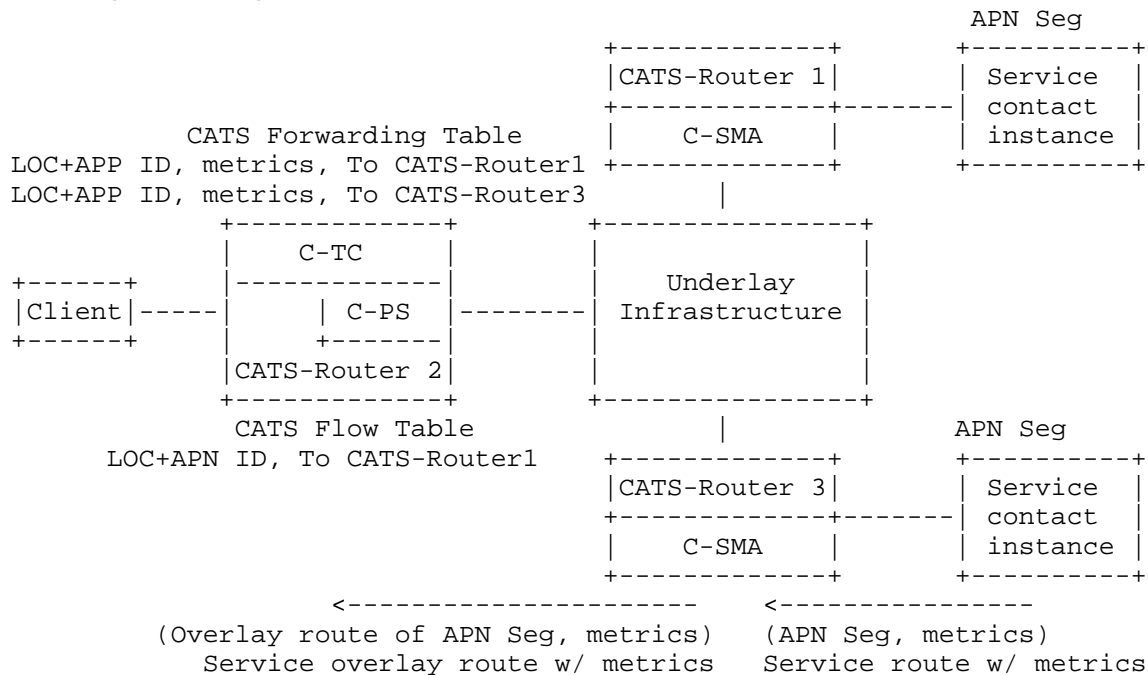 APN Seg
CATS-Router 1
Service
contact
instance
C-SMA
CATS Forwarding Table
LOC+APP ID, metrics, To CATS-Router1
LOC+APP ID, metrics, To CATS-Router3
C-TC
Client
C-PS
CATS-Router 2
Underlay
Infrastructure
CATS Flow Table
LOC+APN ID, To CATS-Router1
APN Seg
CATS-Router 3
Service
contact
instance
C-SMA
(Overlay route of APN Seg, metrics)
(APN Seg, metrics)
Service overlay route w/ metrics
Service route w/ metrics